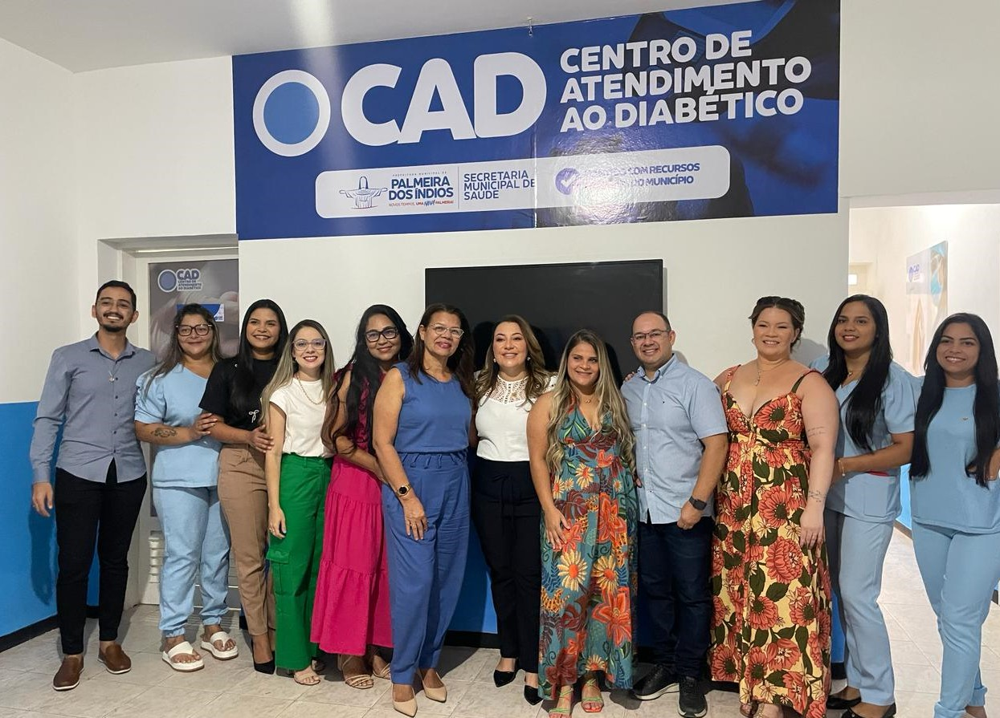 CAD
CENTRO DE
ATENDIMENTO
AO DIABÉTICO
PREFEITURA MUNICIPAL DE
PALMEIRA
DOS ÍNDIOS
NOVOS TEMPOS, UMA NOVA PALMEIRA!
SECRETARIA
MUNICIPAL DE
SAÚDE
COM RECURSOS
DO MUNICÍPIO
CAD
CENTRO DE
ATENDIMENTO
AO DIABÉTICO
CAD